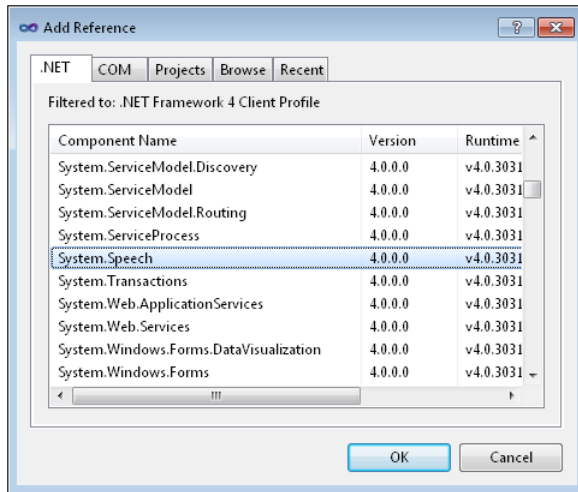 Add Reference
.NET COM Projects Browse Recent
Filtered to: .NET Framework 4 Client Profile
Component Name Version Runtime
System.ServiceModel.Discovery 4.0.0.0 v4.0.3031
System.ServiceModel 4.0.0.0 v4.0.3031
System.ServiceModel.Routing 4.0.0.0 v4.0.3031
System.ServiceProcess 4.0.0.0 v4.0.3031
System.Speech 4.0.0.0 v4.0.3031
System.Transactions 4.0.0.0 v4.0.3031
System.Web.ApplicationServices 4.0.0.0 v4.0.3031
System.Web.Services 4.0.0.0 v4.0.3031
System.Windows.Forms.DataVisualization 4.0.0.0 v4.0.3031
System.Windows.Forms 4.0.0.0 v4.0.3031
OK Cancel